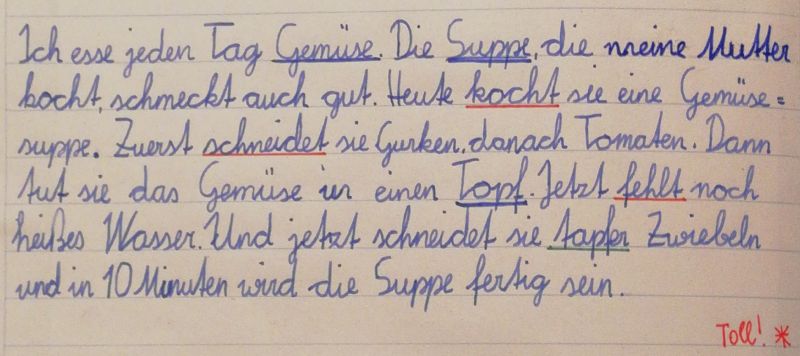 Ich esse jeden Tag Gemüse. Die Suppe, die meine Mutter
kocht, schmeckt auch gut. Heute kocht sie eine Gemüse=
suppe. Zuerst schneidet sie Gurken, danach Tomaten. Dann
tut sie das Gemüse in einen Topf. Jetzt fehlt noch
heißes Wasser. Und jetzt schneidet sie tapfer Zwiebeln
und in 10 Minuten wird die Suppe fertig sein.
Toll! *